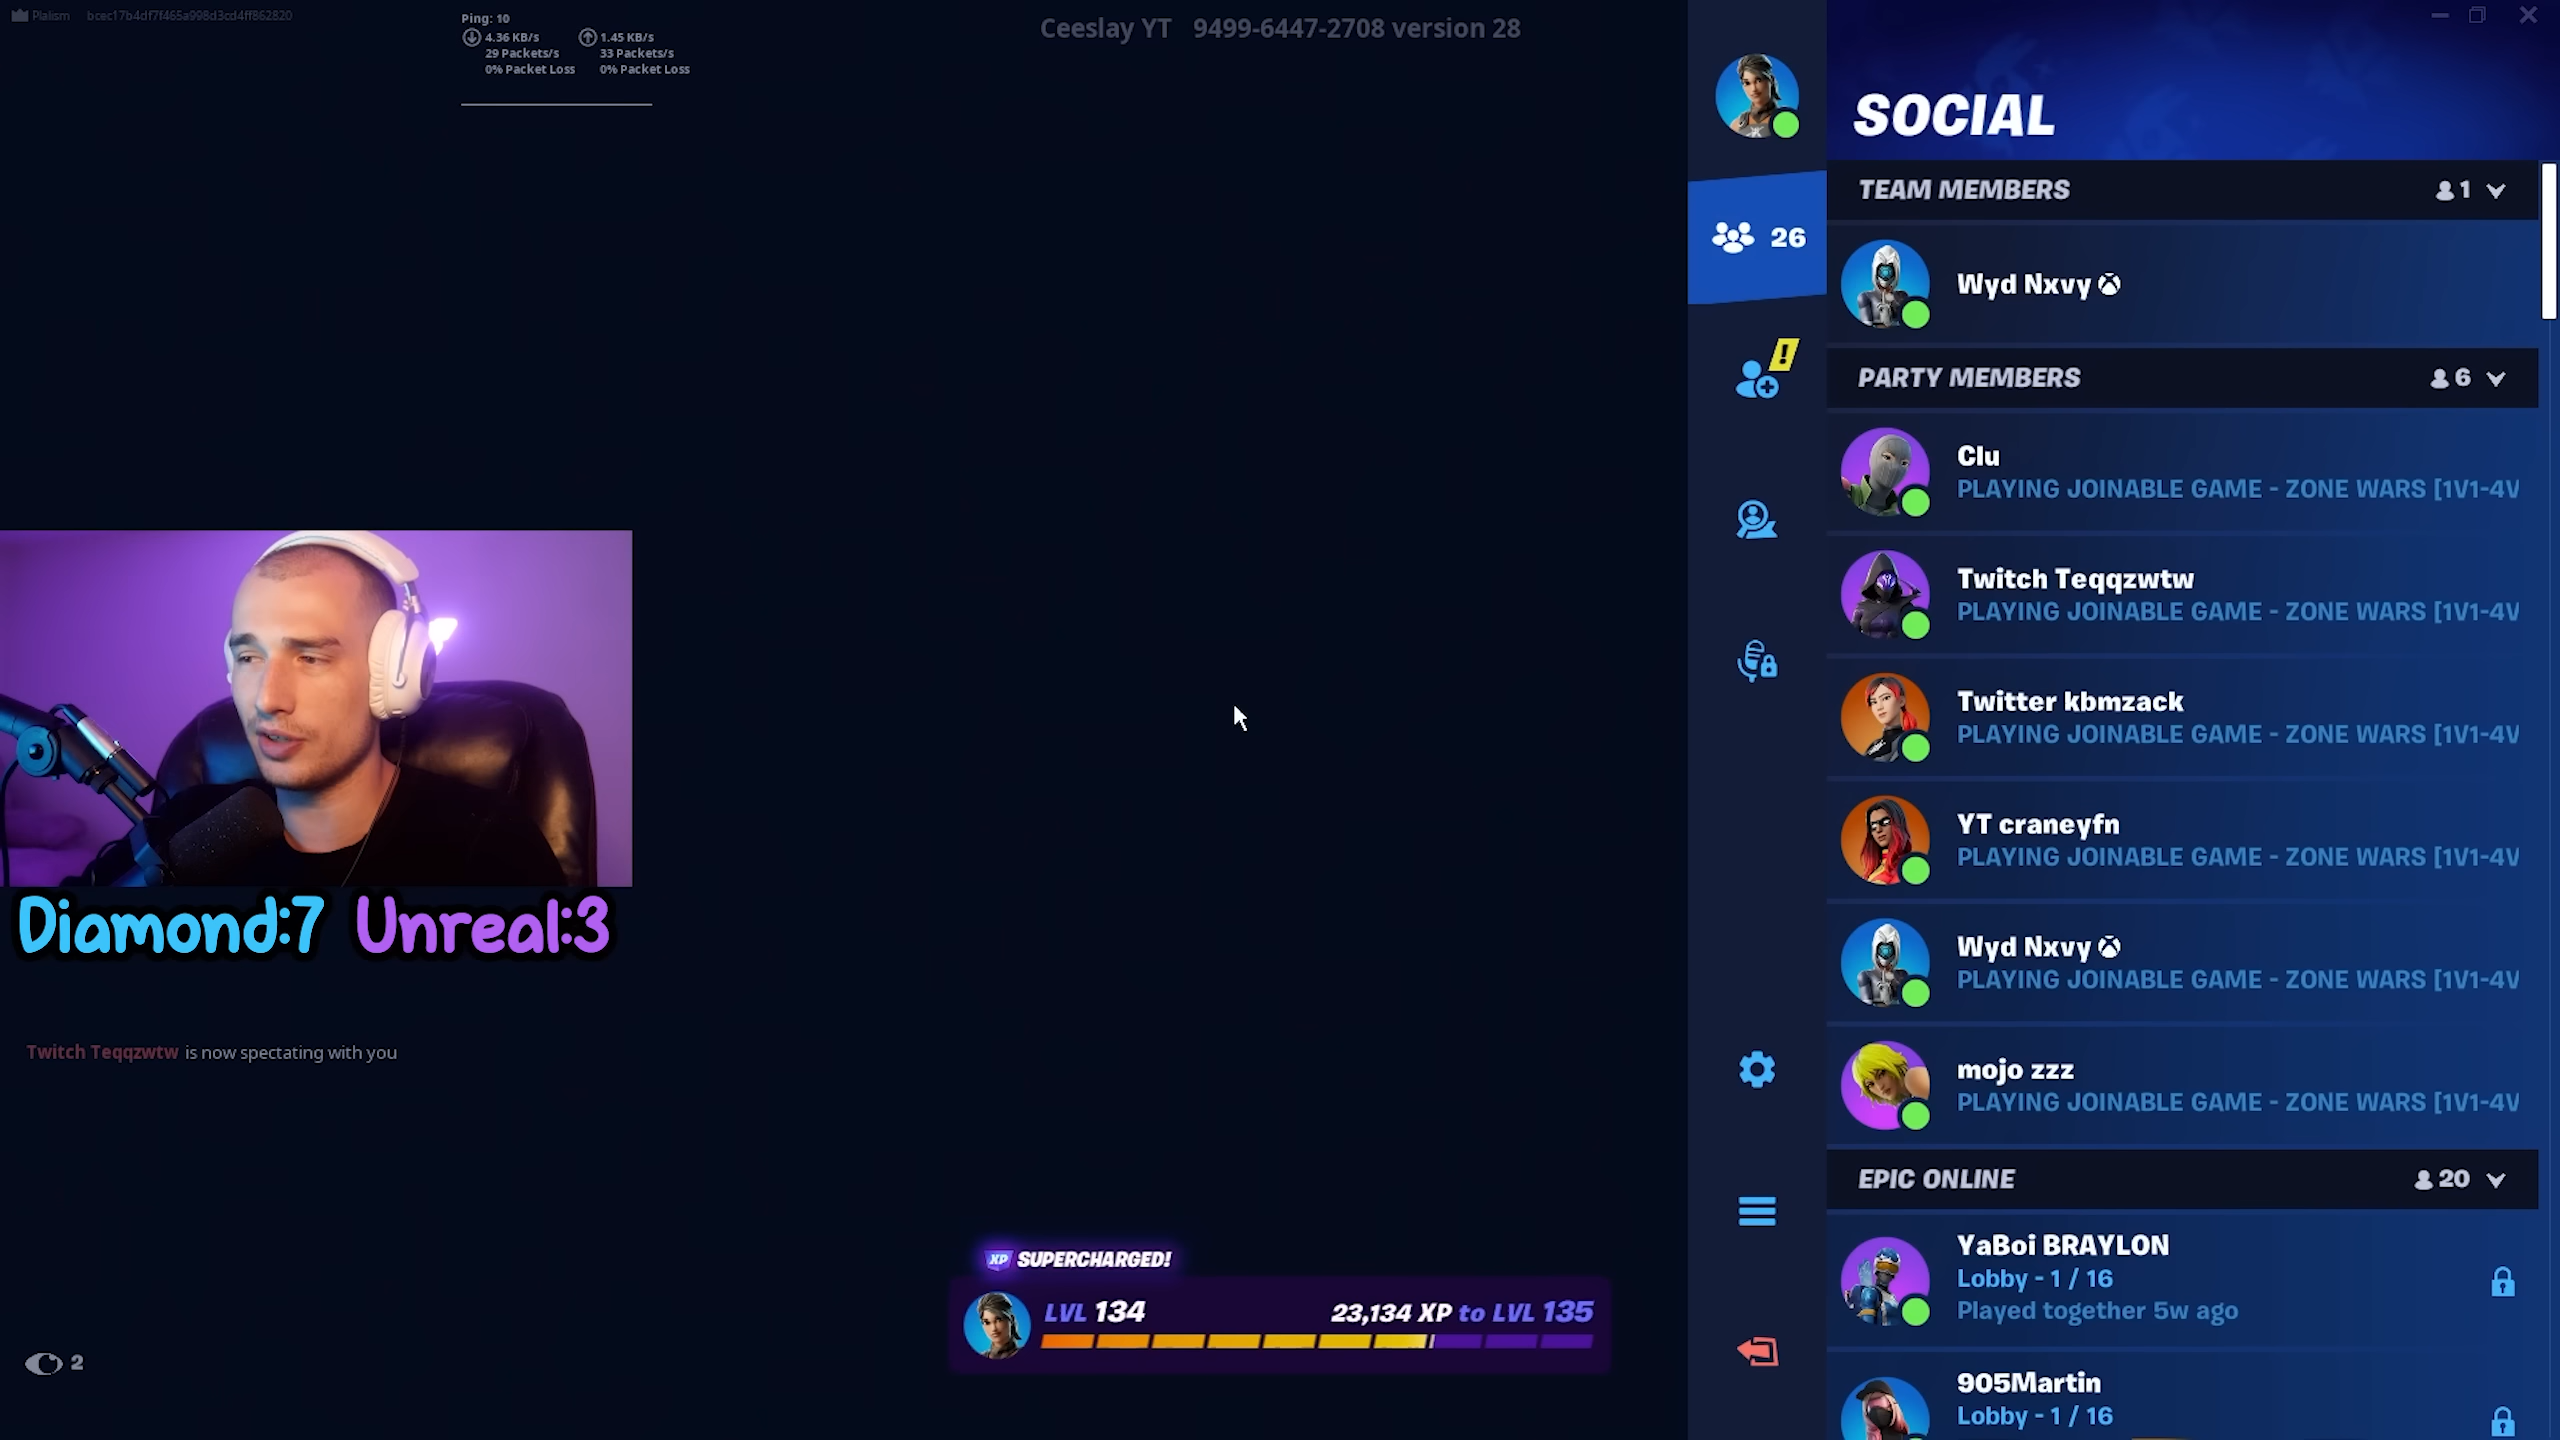 Plalism bcec17b4df7f465a998d3cd4ff862820
Ping: 10
4.36 KB/s 1.45 KB/s
29 Packets/s 33 Packets/s
0% Packet Loss 0% Packet Loss
Ceeslay YT 9499-6447-2708 version 28
Diamond:7 Unreal:3
Twitch Teqqzwtw is now spectating with you
2
XP SUPERCHARGED!
LVL 134 23,134 XP to LVL 135
26
!
SOCIAL
TEAM MEMBERS 1
Wyd Nxvy
PARTY MEMBERS 6
Clu
PLAYING JOINABLE GAME - ZONE WARS [1V1-4V
Twitch Teqqzwtw
PLAYING JOINABLE GAME - ZONE WARS [1V1-4V
Twitter kbmzack
PLAYING JOINABLE GAME - ZONE WARS [1V1-4V
YT craneyfn
PLAYING JOINABLE GAME - ZONE WARS [1V1-4V
Wyd Nxvy
PLAYING JOINABLE GAME - ZONE WARS [1V1-4V
mojo zzz
PLAYING JOINABLE GAME - ZONE WARS [1V1-4V
EPIC ONLINE 20
YaBoi BRAYLON
Lobby - 1 / 16
Played together 5w ago
905Martin
Lobby - 1 / 16